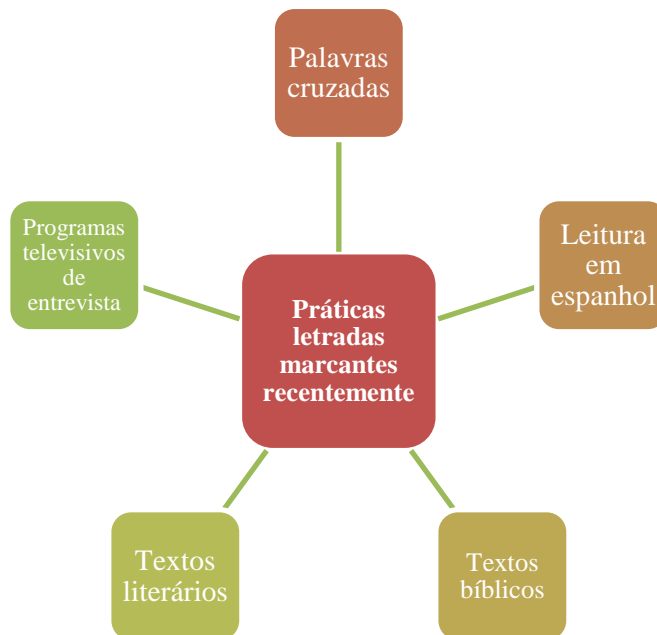 Palavras
cruzadas
Programas
televisivos
de
entrevista
Leitura
em
espanhol
Práticas
letradas
marcantes
recentemente
Textos
literários
Textos
bíblicos